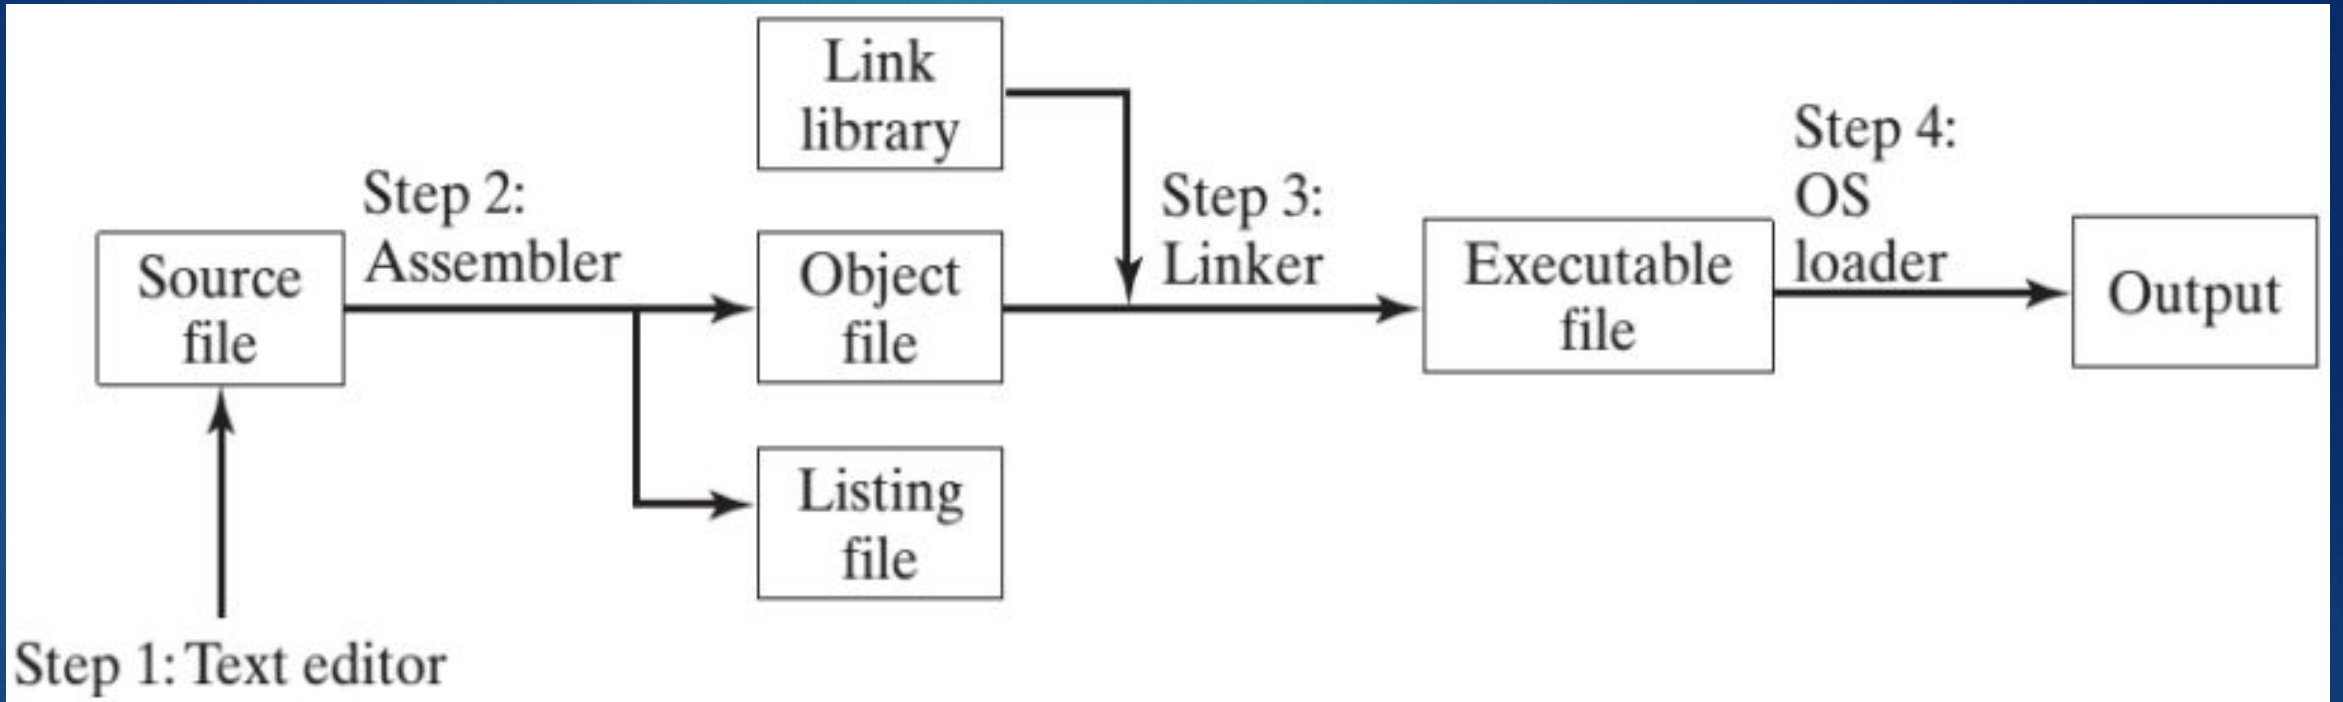 Link
library
Step 4:
OS
loader
Step 2:
Assembler
Step 3:
Linker
Source
file
Object
file
Executable
file
Output
Listing
file
Step 1: Text editor